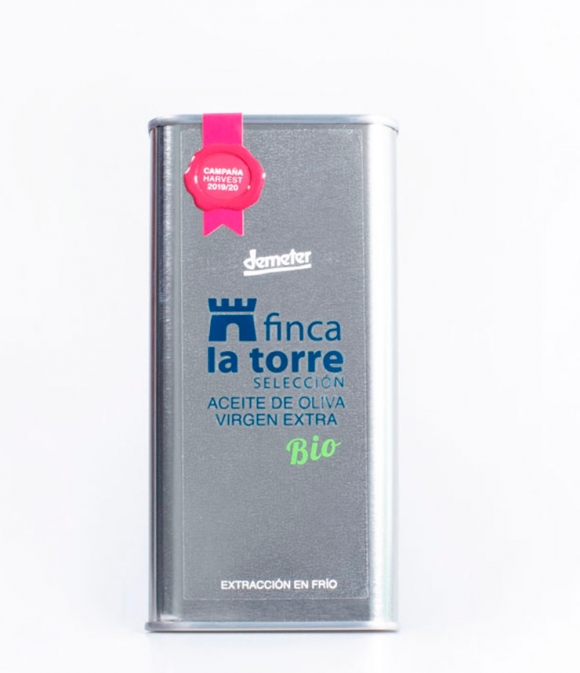 CAMPAÑA
HARVEST
2019/20
demeter
finca
la torre
SELECCIÓN
ACEITE DE OLIVA
VIRGEN EXTRA
Bio
EXTRACCIÓN EN FRÍO